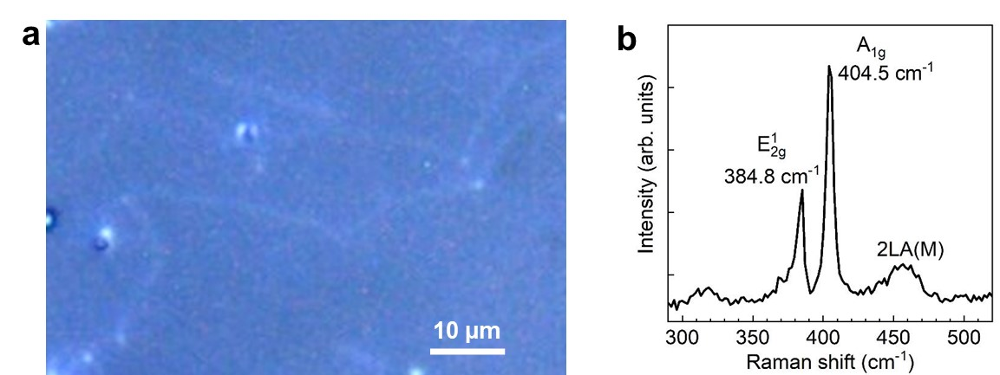 a
10 µm
b
A1g
404.5 cm-1
E12g
384.8 cm-1
2LA(M)
Intensity (arb. units)
300 350 400 450 500
Raman shift (cm-1)